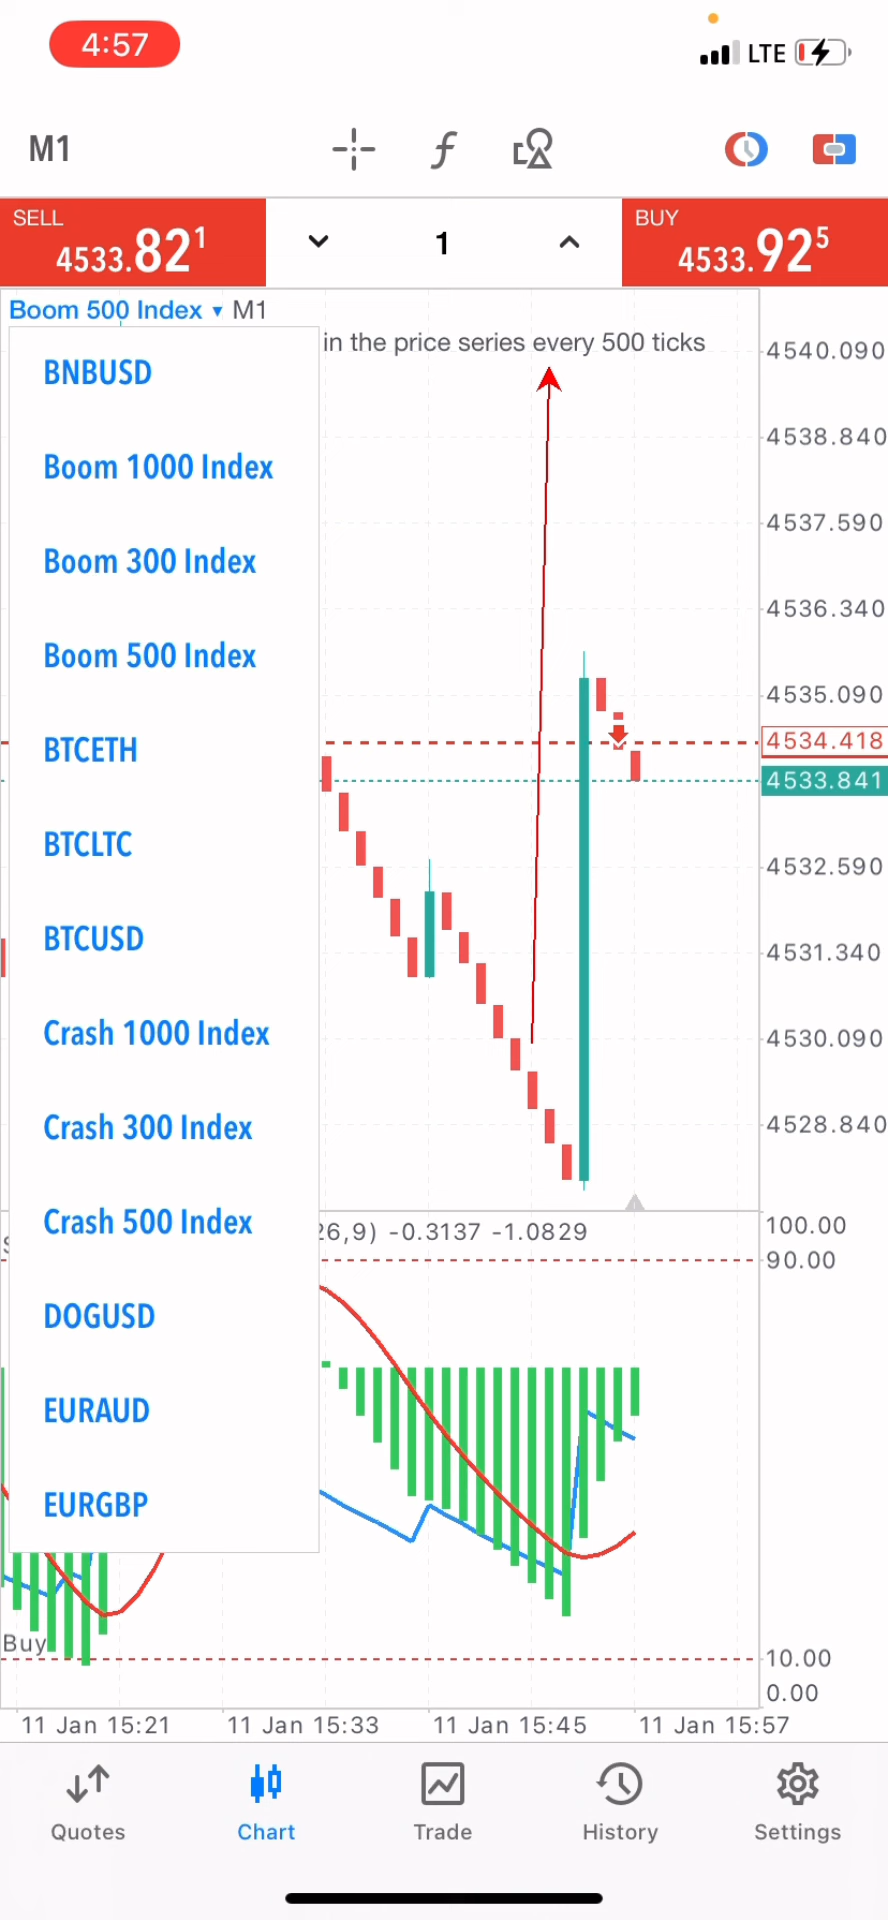 4:57
LTE
M1
SELL
4533.821
1
BUY
4533.925
Boom 500 Index ▾ M1
in the price series every 500 ticks
BNBUSD
Boom 1000 Index
Boom 300 Index
Boom 500 Index
BTCETH
BTCLTC
BTCUSD
Crash 1000 Index
Crash 300 Index
Crash 500 Index
DOGUSD
EURAUD
EURGBP
4540.090
4538.840
4537.590
4536.340
4535.090
4534.418
4533.841
4532.590
4531.340
4530.090
4528.840
26,9) -0.3137 -1.0829
100.00
90.00
Buy
10.00
0.00
11 Jan 15:21
11 Jan 15:33
11 Jan 15:45
11 Jan 15:57
Quotes
Chart
Trade
History
Settings